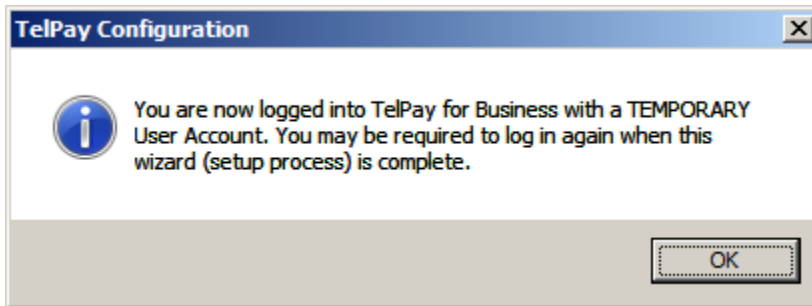 TelPay Configuration
You are now logged into TelPay for Business with a TEMPORARY
User Account. You may be required to log in again when this
wizard (setup process) is complete.
OK